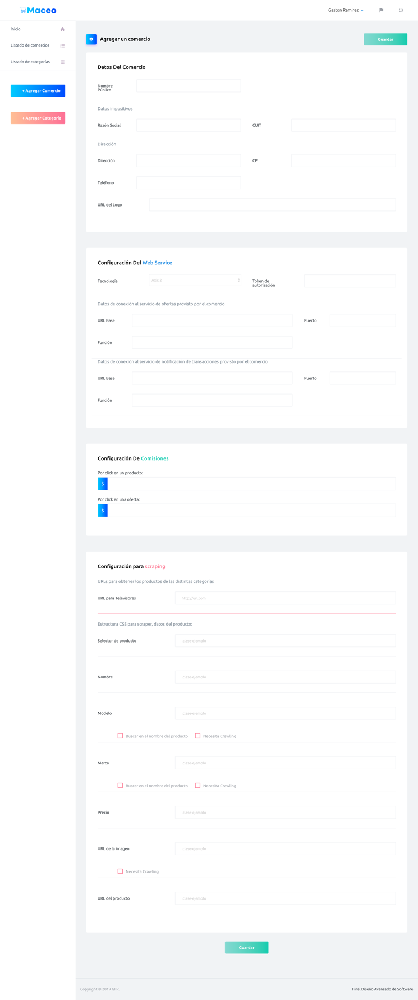 Maceo
Gaston Ramirez
Inicio
Listado de comercios
Listado de categorías
+ Agregar Comercio
+ Agregar Categoría
Agregar un comercio
Guardar
Datos Del Comercio
Nombre
Público
Datos impositivos
Razón Social
CUIT
Dirección
Dirección
CP
Teléfono
URL del Logo
Configuración Del Web Service
Tecnología
Axis 2
Token de
autorización
Datos de conexión al servicio de ofertas provisto por el comercio
URL Base
Puerto
Función
Datos de conexión al servicio de notificación de transacciones provisto por el comercio
URL Base
Puerto
Función
Configuración De Comisiones
Por click en un producto:
$
Por click en una oferta:
$
Configuración para scraping
URLs para obtener los productos de las distintas categorías
URL para Televisores
http://url.com
Estructura CSS para scraper, datos del producto:
Selector de producto
.clase-ejemplo
Nombre
.clase-ejemplo
Modelo
.clase-ejemplo
Buscar en el nombre del producto
Necesita Crawling
Marca
.clase-ejemplo
Buscar en el nombre del producto
Necesita Crawling
Precio
.clase-ejemplo
URL de la imagen
.clase-ejemplo
Necesita Crawling
URL del producto
.clase-ejemplo
Guardar
Copyright © 2019 GFR.
Final Diseño Avanzado de Software